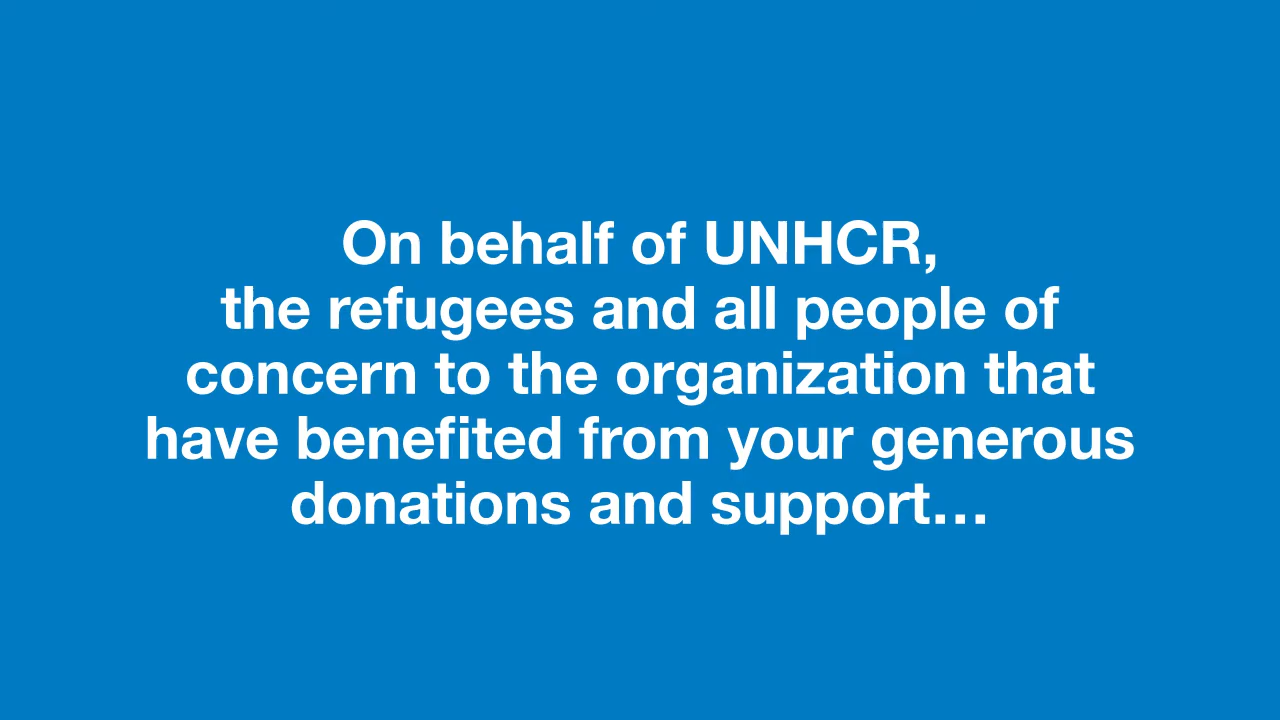 On behalf of UNHCR,
the refugees and all people of
concern to the organization that
have benefited from your generous
donations and support…